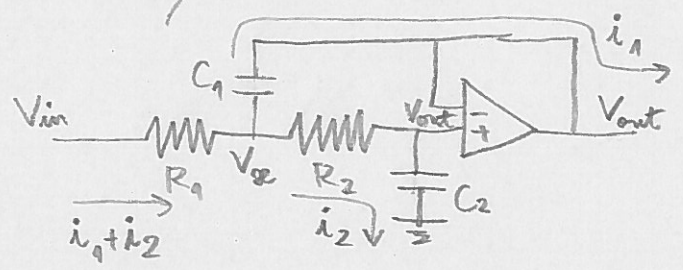 i₁
C₁
Vin
Vout
-
+
Vout
R₁
Vx
R₂
C₂
i₁+i₂
i₂